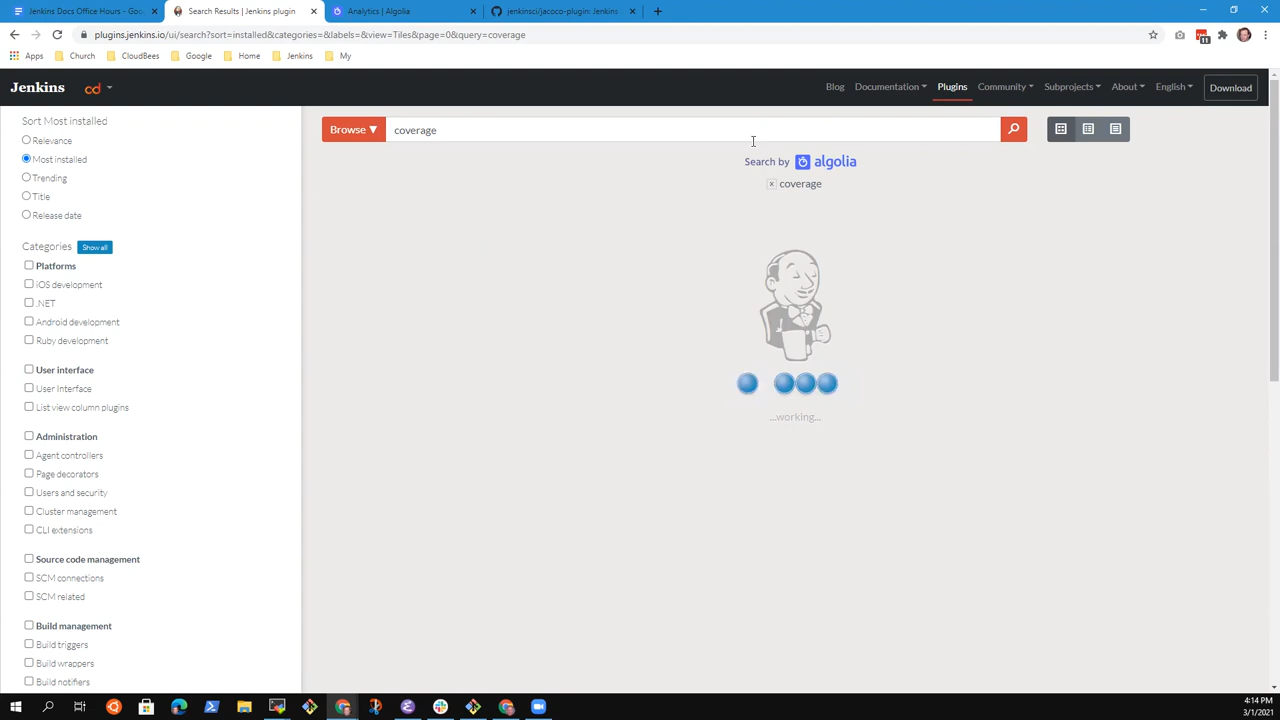 Jenkins Docs Office Hours - Goo
Search Results | Jenkins plugin
Analytics | Algolia
jenkinsci/jacoco-plugin: Jenkins
plugins.jenkins.io/ui/search?sort=installed&categories=&labels=&view=Tiles&page=0&query=coverage
11
Apps
Church
CloudBees
Google
Home
Jenkins
My
Jenkins
cd
Blog
Documentation
Plugins
Community
Subprojects
About
English
Download
Sort Most installed
Relevance
Most installed
Trending
Title
Release date
Categories
Show all
Platforms
iOS development
.NET
Android development
Ruby development
User interface
User Interface
List view column plugins
Administration
Agent controllers
Page decorators
Users and security
Cluster management
CLI extensions
Source code management
SCM connections
SCM related
Build management
Build triggers
Build wrappers
Build notifiers
Browse ▼
coverage
Search by algolia
x coverage
...working...
4:14 PM
3/1/2021